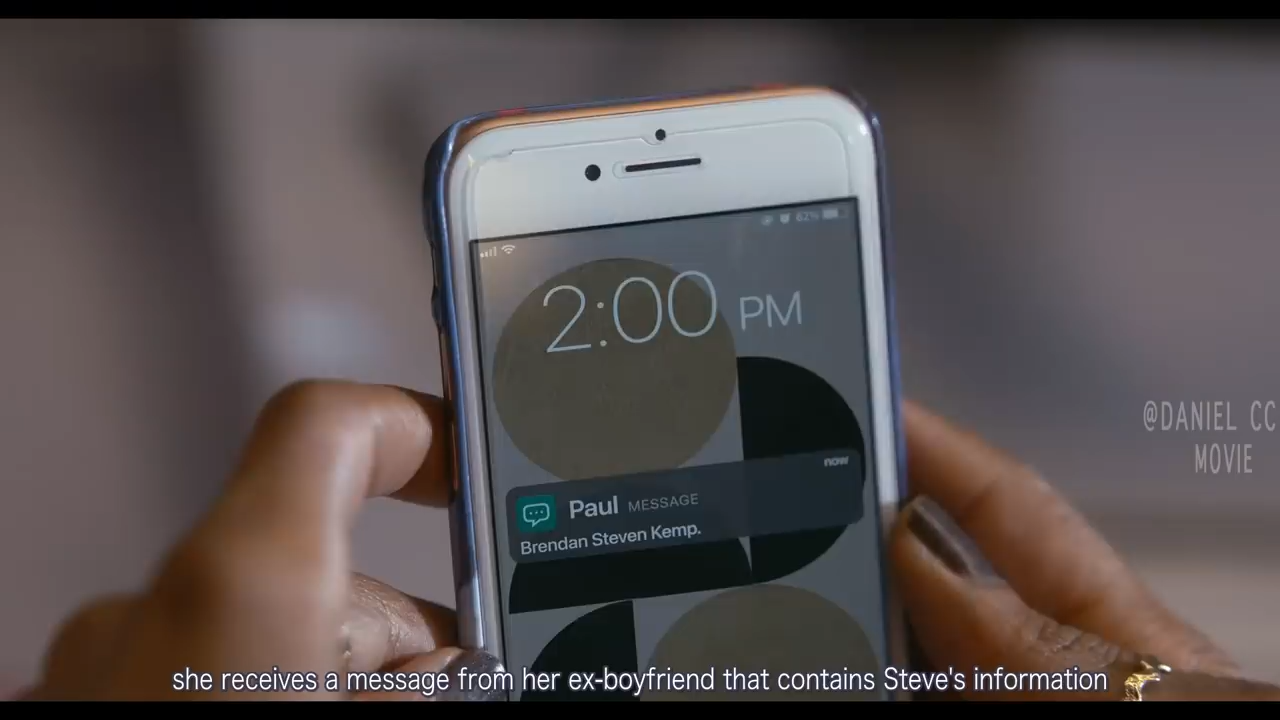 62%
2:00 PM
now
Paul MESSAGE
Brendan Steven Kemp.
@DANIEL CC
MOVIE
she receives a message from her ex-boyfriend that contains Steve's information